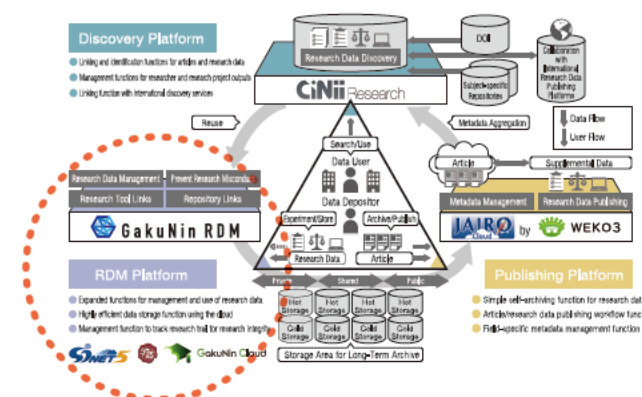 Discovery Platform
Linking and identification functions for articles and research data
Management functions for researcher and research project outputs
Linking function with international discovery services
Research Data Discovery
CiNii Research
DOI
Subject-specific
Repositories
Collaboration
with
International
Research Data
Publishing
Platforms
Data Flow
User Flow
Reuse
Metadata Aggregation
Search/Use
Data User
Data Depositor
Experiment/Store
Archive/Publish
Research Data
Article
Research Data Management
Prevent Research Misconduc
Research Tool Links
Repository Links
GakuNin RDM
RDM Platform
Expanded functions for management and use of research data
Highly efficient data storage function using the cloud
Management function to track research trail for research integrity
SINET5
GakuNin Cloud
Article
Supplemental Data
Metadata Management
Research Data Publishing
JAIRO Cloud by WEKO3
Publishing Platform
Simple self-archiving function for research dat
Article/research data publishing workflow func
Field-specific metadata management function
Private
Shared
Public
Hot Storage
Hot Storage
Hot Storage
Hot Storage
Cold Storage
Cold Storage
Cold Storage
Cold Storage
Storage Area for Long-Term Archive